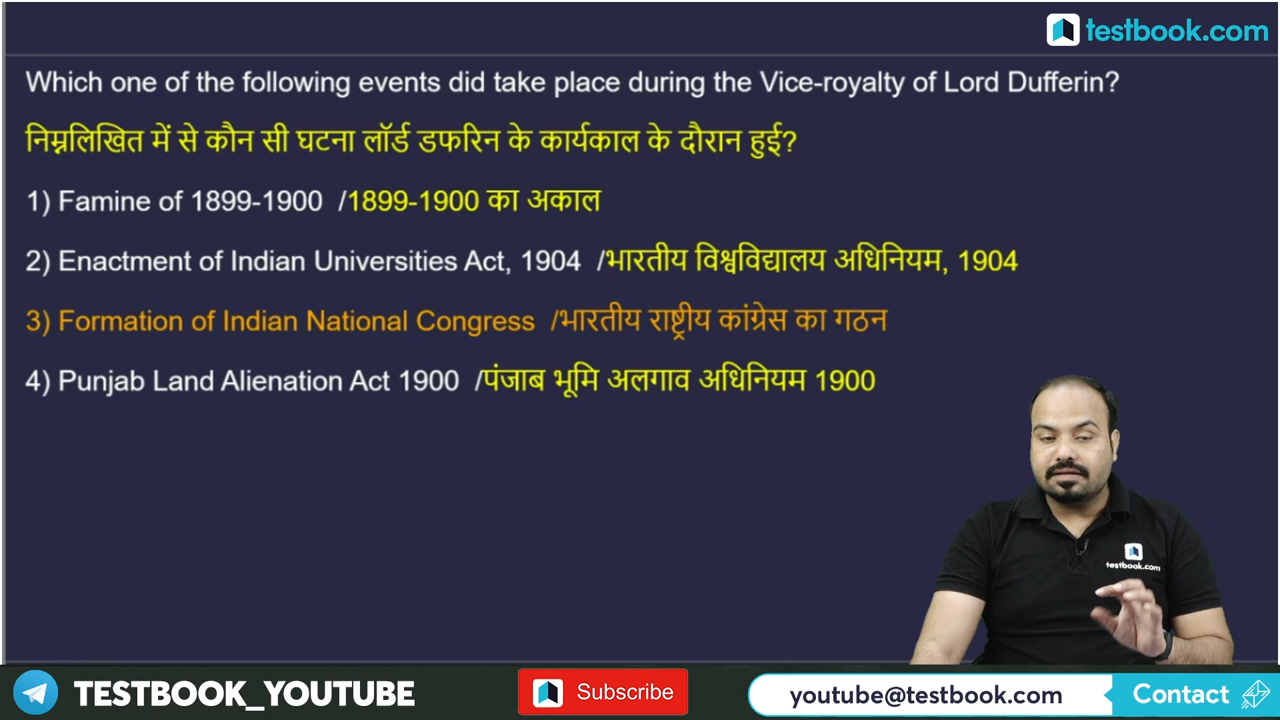 testbook.com
Which one of the following events did take place during the Vice-royalty of Lord Dufferin?
निम्नलिखित में से कौन सी घटना लॉर्ड डफरिन के कार्यकाल के दौरान हुई?
1) Famine of 1899-1900 /1899-1900 का अकाल
2) Enactment of Indian Universities Act, 1904 /भारतीय विश्वविद्यालय अधिनियम, 1904
3) Formation of Indian National Congress /भारतीय राष्ट्रीय कांग्रेस का गठन
4) Punjab Land Alienation Act 1900 /पंजाब भूमि अलगाव अधिनियम 1900
testbook.com
TESTBOOK_YOUTUBE
Subscribe
youtube@testbook.com
Contact